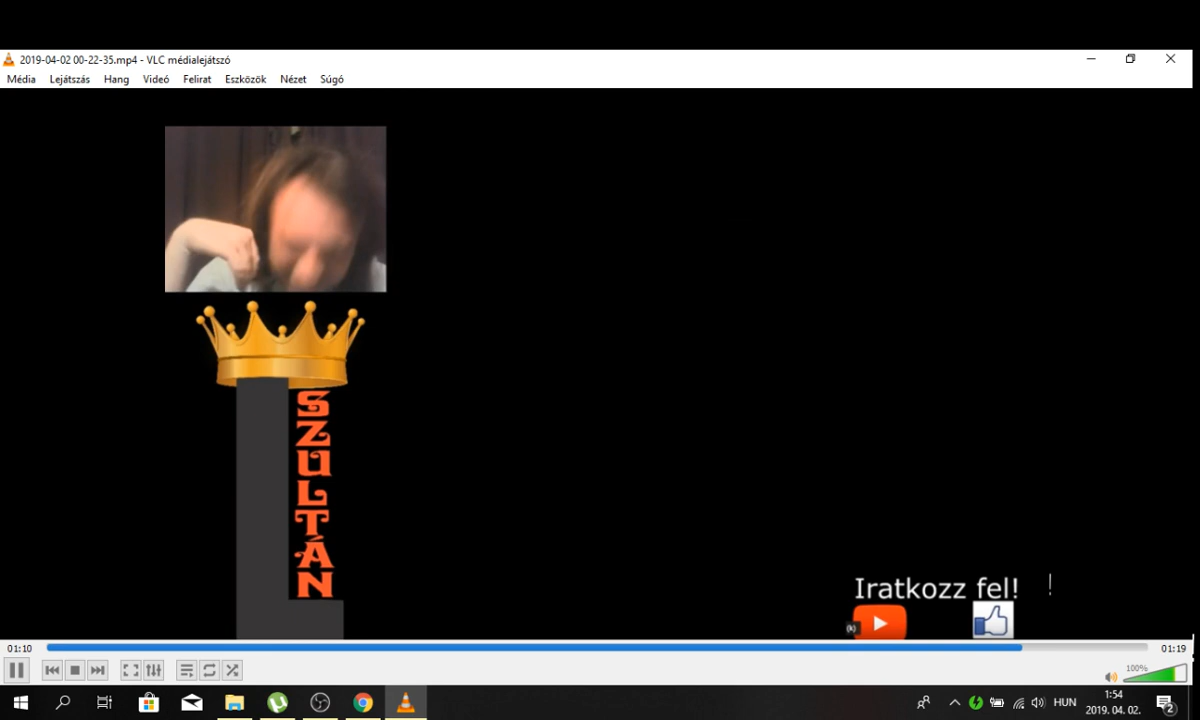 2019-04-02 00-22-35.mp4 - VLC médialejátszó
Média Lejátszás Hang Videó Felirat Eszközök Nézet Súgó
SZULTÁN
Iratkozz fel! !
01:10
01:19
100%
HUN
1:54
2019. 04. 02.
2